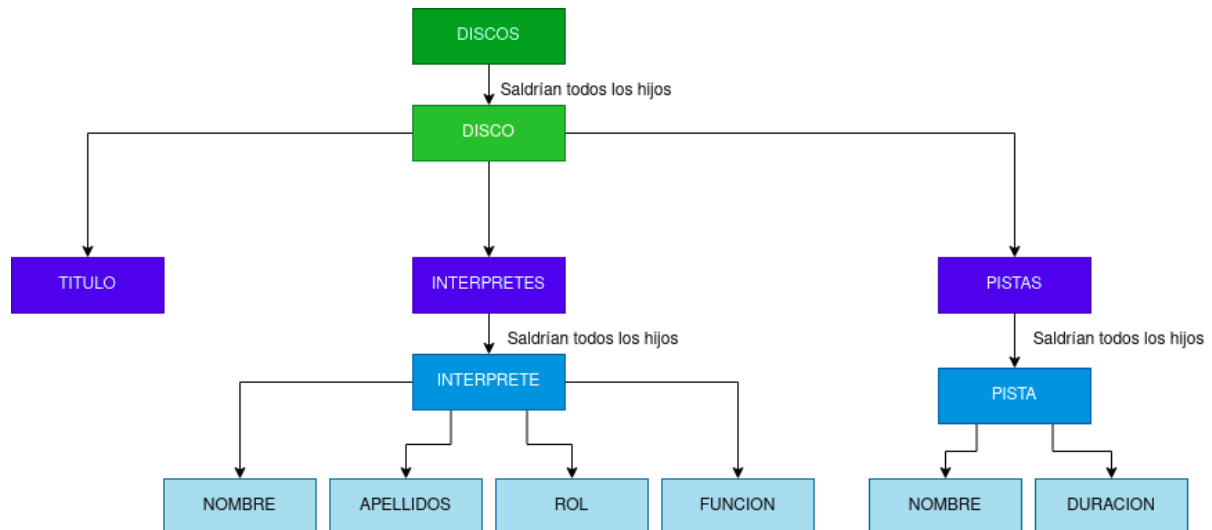 DISCOS
Saldrían todos los hijos
DISCO
TITULO
INTERPRETES
PISTAS
Saldrían todos los hijos
Saldrían todos los hijos
INTERPRETE
PISTA
NOMBRE
APELLIDOS
ROL
FUNCION
NOMBRE
DURACION